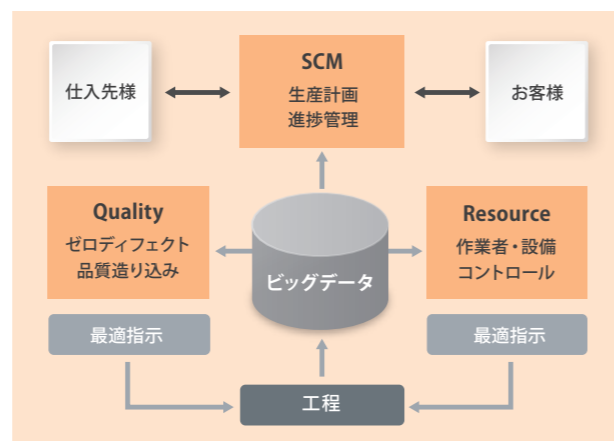 SCM
生産計画
進捗管理
仕入先様
お客様
Quality
ゼロディフェクト
品質造り込み
ビッグデータ
Resource
作業者・設備
コントロール
最適指示
最適指示
工程